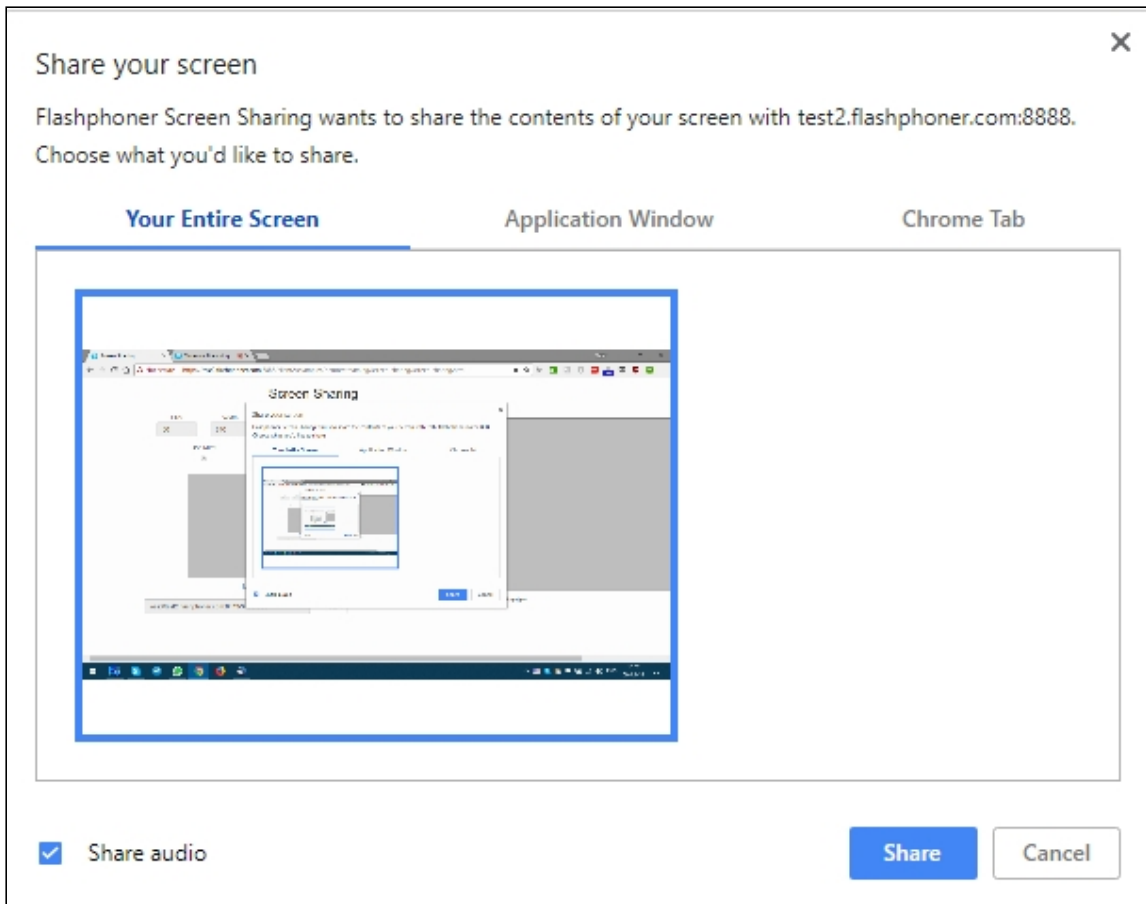 Share your screen
Flashphoner Screen Sharing wants to share the contents of your screen with test2.flashphoner.com:8888.
Choose what you'd like to share.
Your Entire Screen Application Window Chrome Tab
Screen Sharing
Share audio Share Cancel